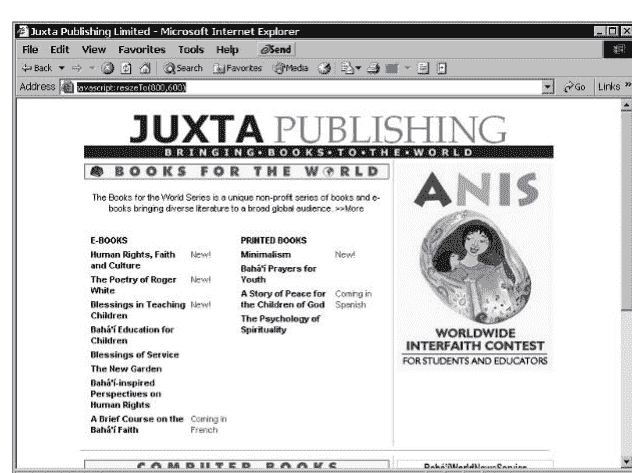 Juxta Publishing Limited - Microsoft Internet Explorer
File Edit View Favorites Tools Help Send
Back Search Favorites Media
Address javascript:resizeTo(800,600) Go Links »
JUXTA PUBLISHING
BRINGING•BOOKS•TO•THE•WORLD
BOOKS FOR THE WORLD
The Books for the World Series is a unique non-profit series of books and e-
books bringing diverse literature to a broad global audience. >>More
E-BOOKS
Human Rights, Faith New!
and Culture
The Poetry of Roger New!
White
Blessings in Teaching New!
Children
Bahá'í Education for
Children
Blessings of Service
The New Garden
Bahá'í-inspired
Perspectives on
Human Rights
A Brief Course on the Coming in
Bahá'í Faith French
PRINTED BOOKS
Minimalism New!
Bahá'í Prayers for
Youth
A Story of Peace for Coming in
the Children of God Spanish
The Psychology of
Spirituality
ANIS
WORLDWIDE
INTERFAITH CONTEST
FOR STUDENTS AND EDUCATORS
COMPUTER BOOKS
Bahá'íWorldNewsService